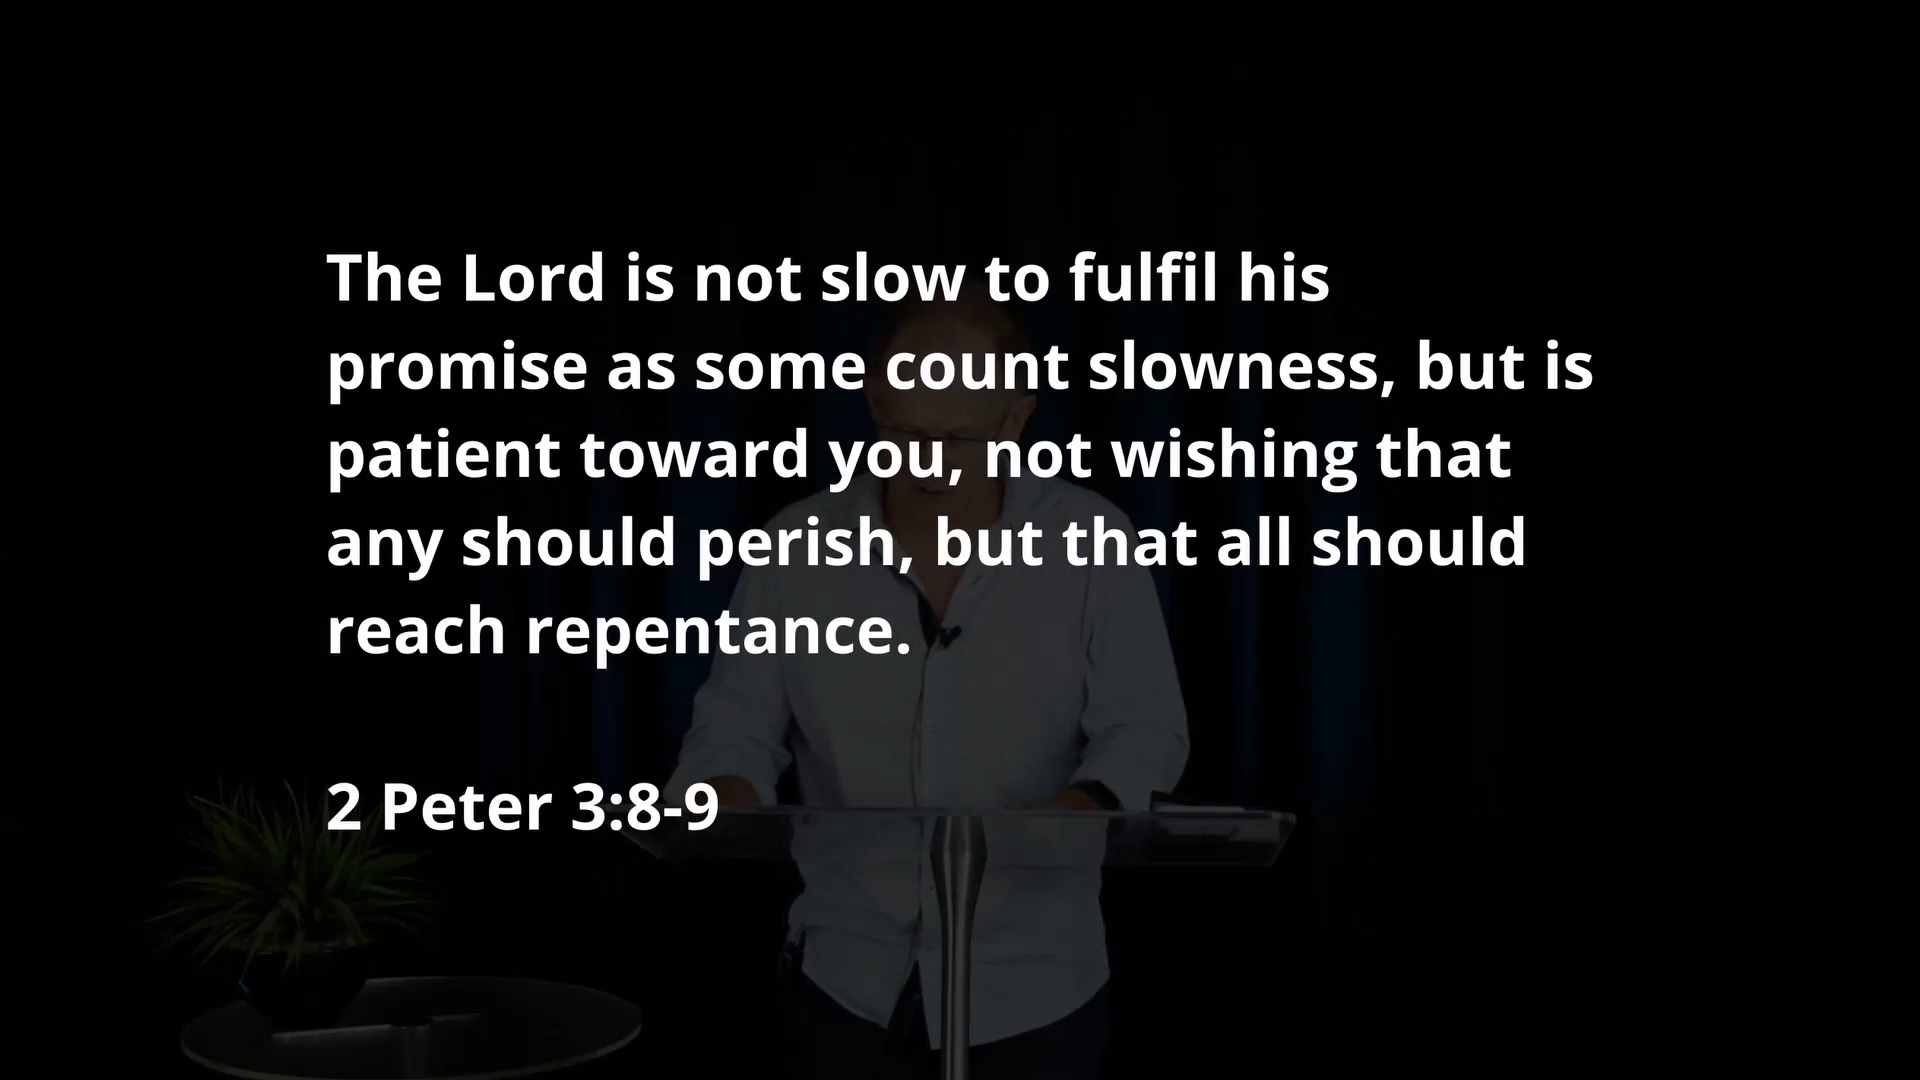 The Lord is not slow to fulfil his
promise as some count slowness, but is
patient toward you, not wishing that
any should perish, but that all should
reach repentance.
2 Peter 3:8-9